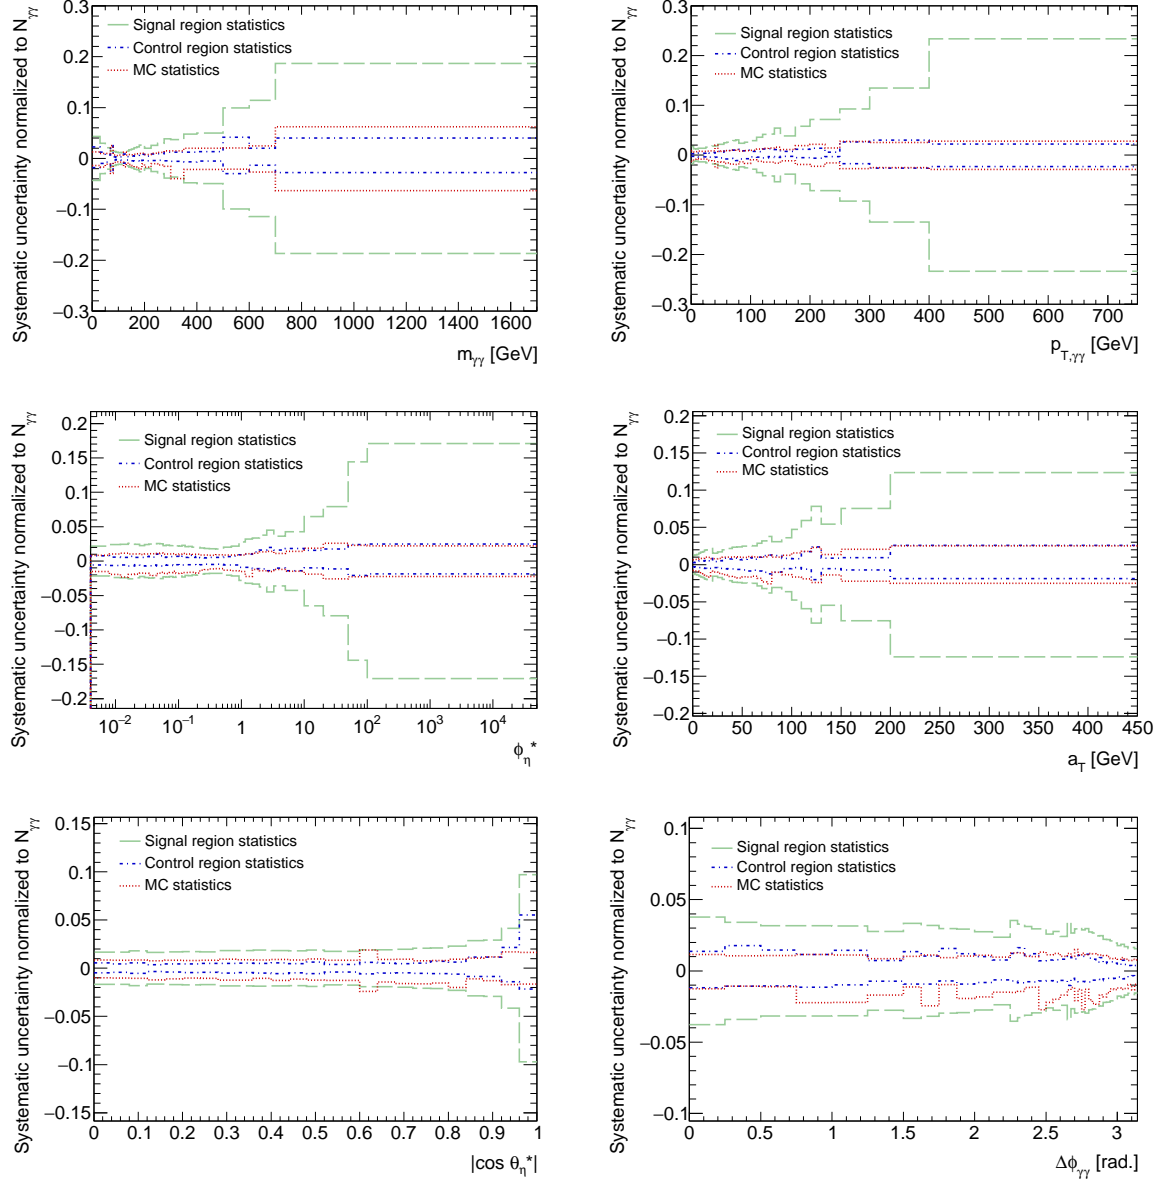 Systematic uncertainty normalized to N_γγ
0.3
0.2
0.1
0
−0.1
−0.2
−0.3
Signal region statistics
Control region statistics
MC statistics
0 200 400 600 800 1000 1200 1400 1600
m_γγ [GeV]
Systematic uncertainty normalized to N_γγ
0.3
0.2
0.1
0
−0.1
−0.2
−0.3
Signal region statistics
Control region statistics
MC statistics
0 100 200 300 400 500 600 700
p_T,γγ [GeV]
Systematic uncertainty normalized to N_γγ
0.2
0.15
0.1
0.05
0
−0.05
−0.1
−0.15
−0.2
Signal region statistics
Control region statistics
MC statistics
10⁻² 10⁻¹ 1 10 10² 10³ 10⁴
ϕ_η*
Systematic uncertainty normalized to N_γγ
0.2
0.15
0.1
0.05
0
−0.05
−0.1
−0.15
−0.2
Signal region statistics
Control region statistics
MC statistics
0 50 100 150 200 250 300 350 400 450
a_T [GeV]
Systematic uncertainty normalized to N_γγ
0.15
0.1
0.05
0
−0.05
−0.1
−0.15
Signal region statistics
Control region statistics
MC statistics
0 0.1 0.2 0.3 0.4 0.5 0.6 0.7 0.8 0.9 1
|cos θ_η*|
Systematic uncertainty normalized to N_γγ
0.1
0.05
0
−0.05
−0.1
Signal region statistics
Control region statistics
MC statistics
0 0.5 1 1.5 2 2.5 3
Δϕ_γγ [rad.]